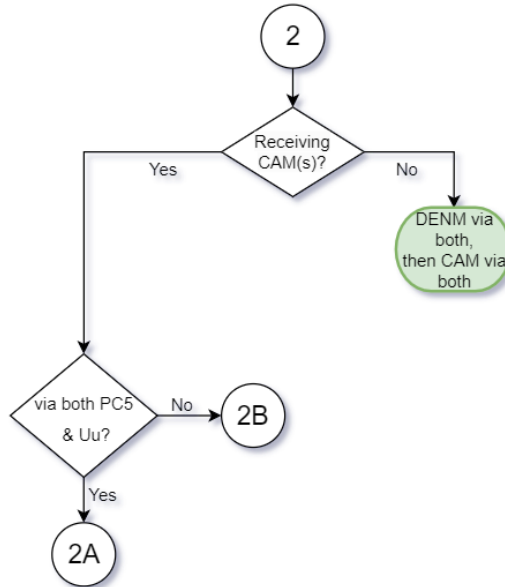 2
Receiving
CAM(s)?
Yes
No
DENM via
both,
then CAM via
both
via both PC5
& Uu?
No
2B
Yes
2A